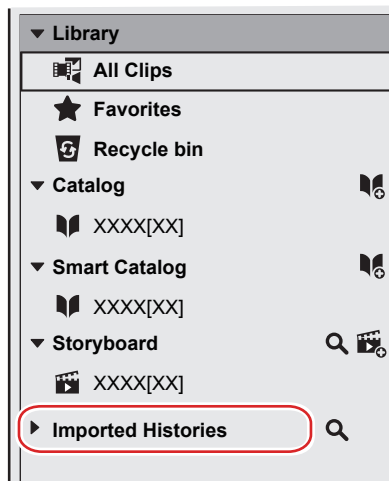 Library
All Clips
Favorites
Recycle bin
Catalog
XXXX[XX]
Smart Catalog
XXXX[XX]
Storyboard
XXXX[XX]
Imported Histories